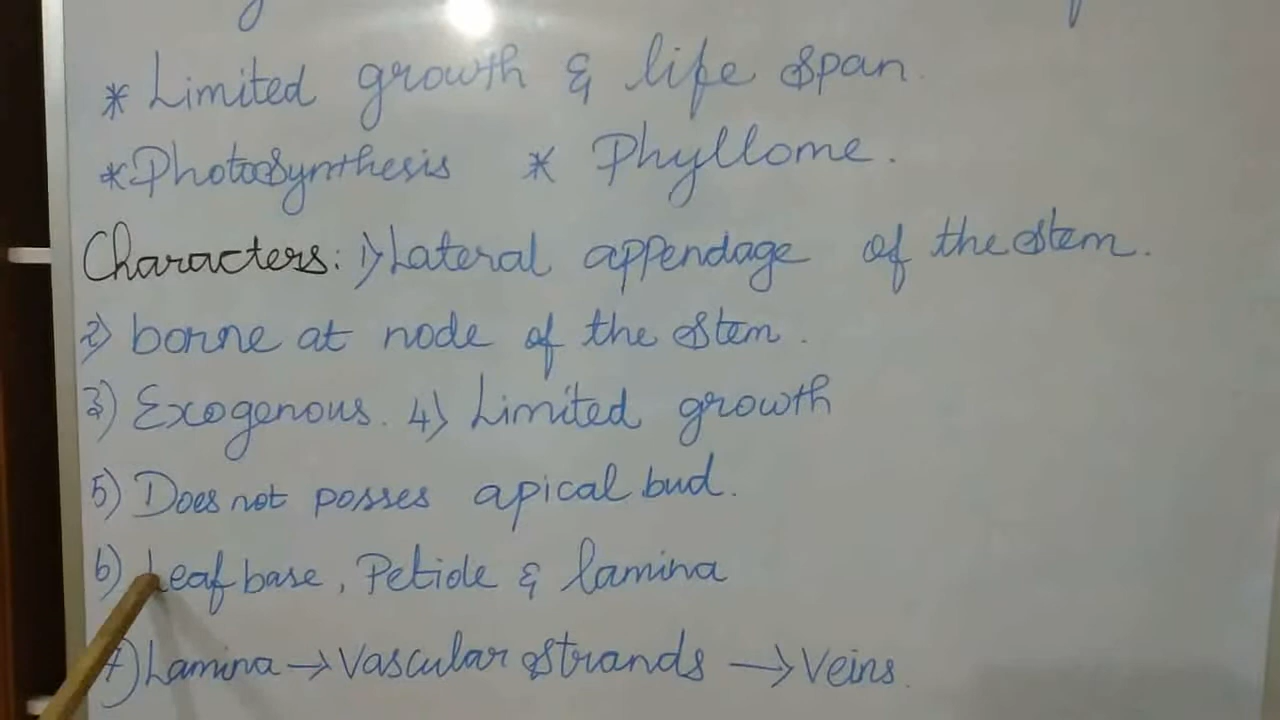 * Limited growth & life span.
* Photosynthesis * Phyllome.
Characters: 1) Lateral appendage of the stem.
2) borne at node of the stem.
3) Exogenous. 4) Limited growth
5) Does not posses apical bud.
6) Leaf base, Petiole & lamina
7) Lamina → Vascular strands → Veins.